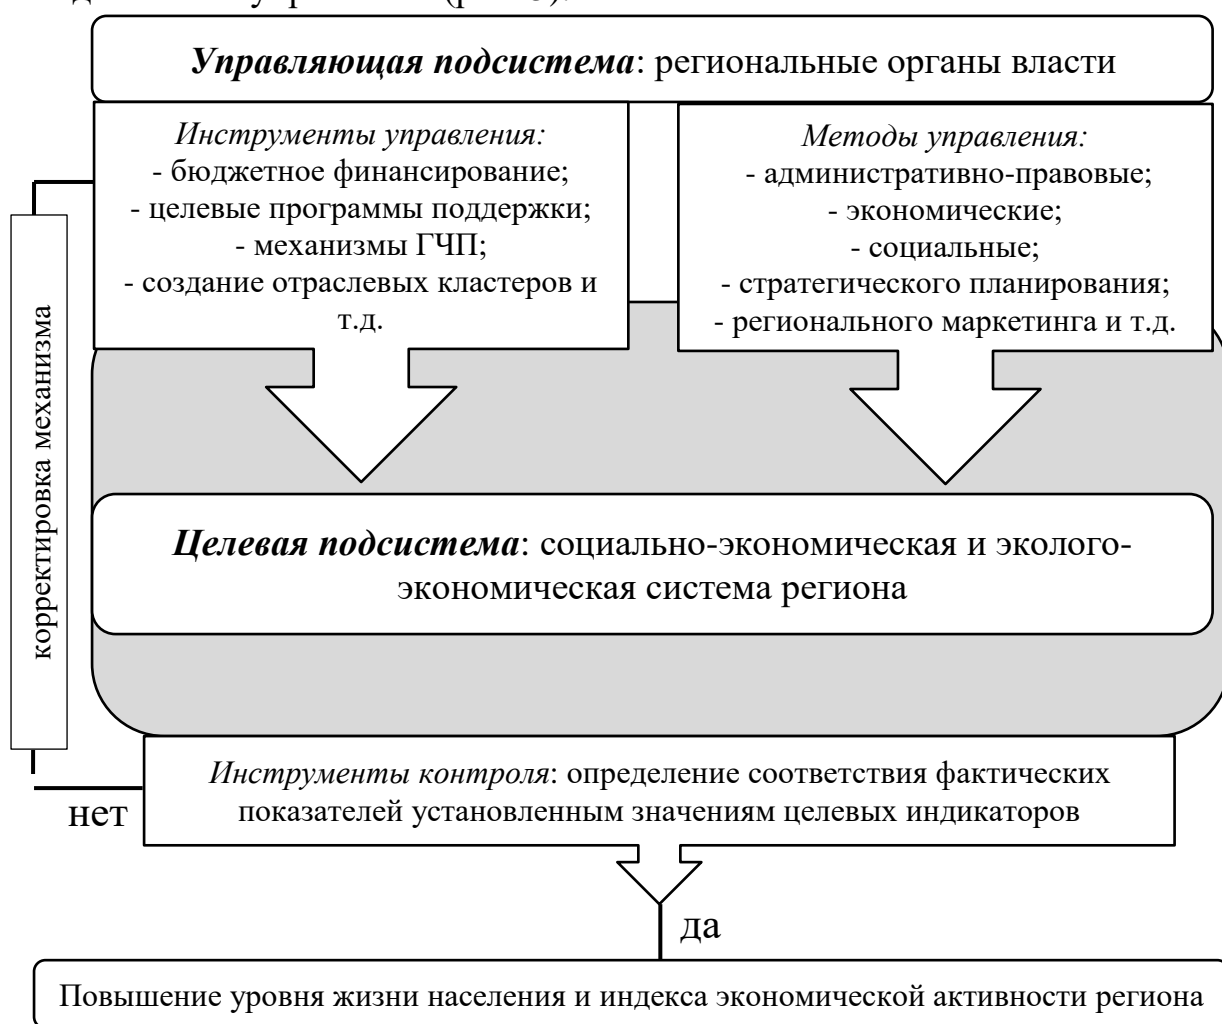 Управляющая подсистема: региональные органы власти
Инструменты управления:
- бюджетное финансирование;
- целевые программы поддержки;
- механизмы ГЧП;
- создание отраслевых кластеров и
т.д.
Методы управления:
- административно-правовые;
- экономические;
- социальные;
- стратегического планирования;
- регионального маркетинга и т.д.
корректировка механизма
Целевая подсистема: социально-экономическая и эколого-
экономическая система региона
Инструменты контроля: определение соответствия фактических
показателей установленным значениям целевых индикаторов
нет
да
Повышение уровня жизни населения и индекса экономической активности региона